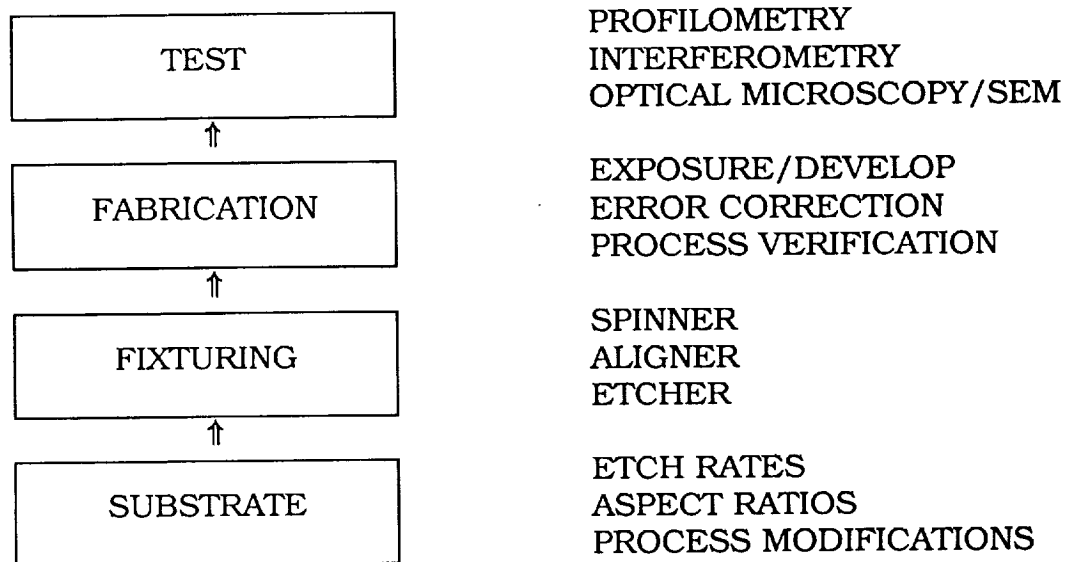 TEST
PROFILOMETRY
INTERFEROMETRY
OPTICAL MICROSCOPY/SEM
⇑
FABRICATION
EXPOSURE/DEVELOP
ERROR CORRECTION
PROCESS VERIFICATION
⇑
FIXTURING
SPINNER
ALIGNER
ETCHER
⇑
SUBSTRATE
ETCH RATES
ASPECT RATIOS
PROCESS MODIFICATIONS